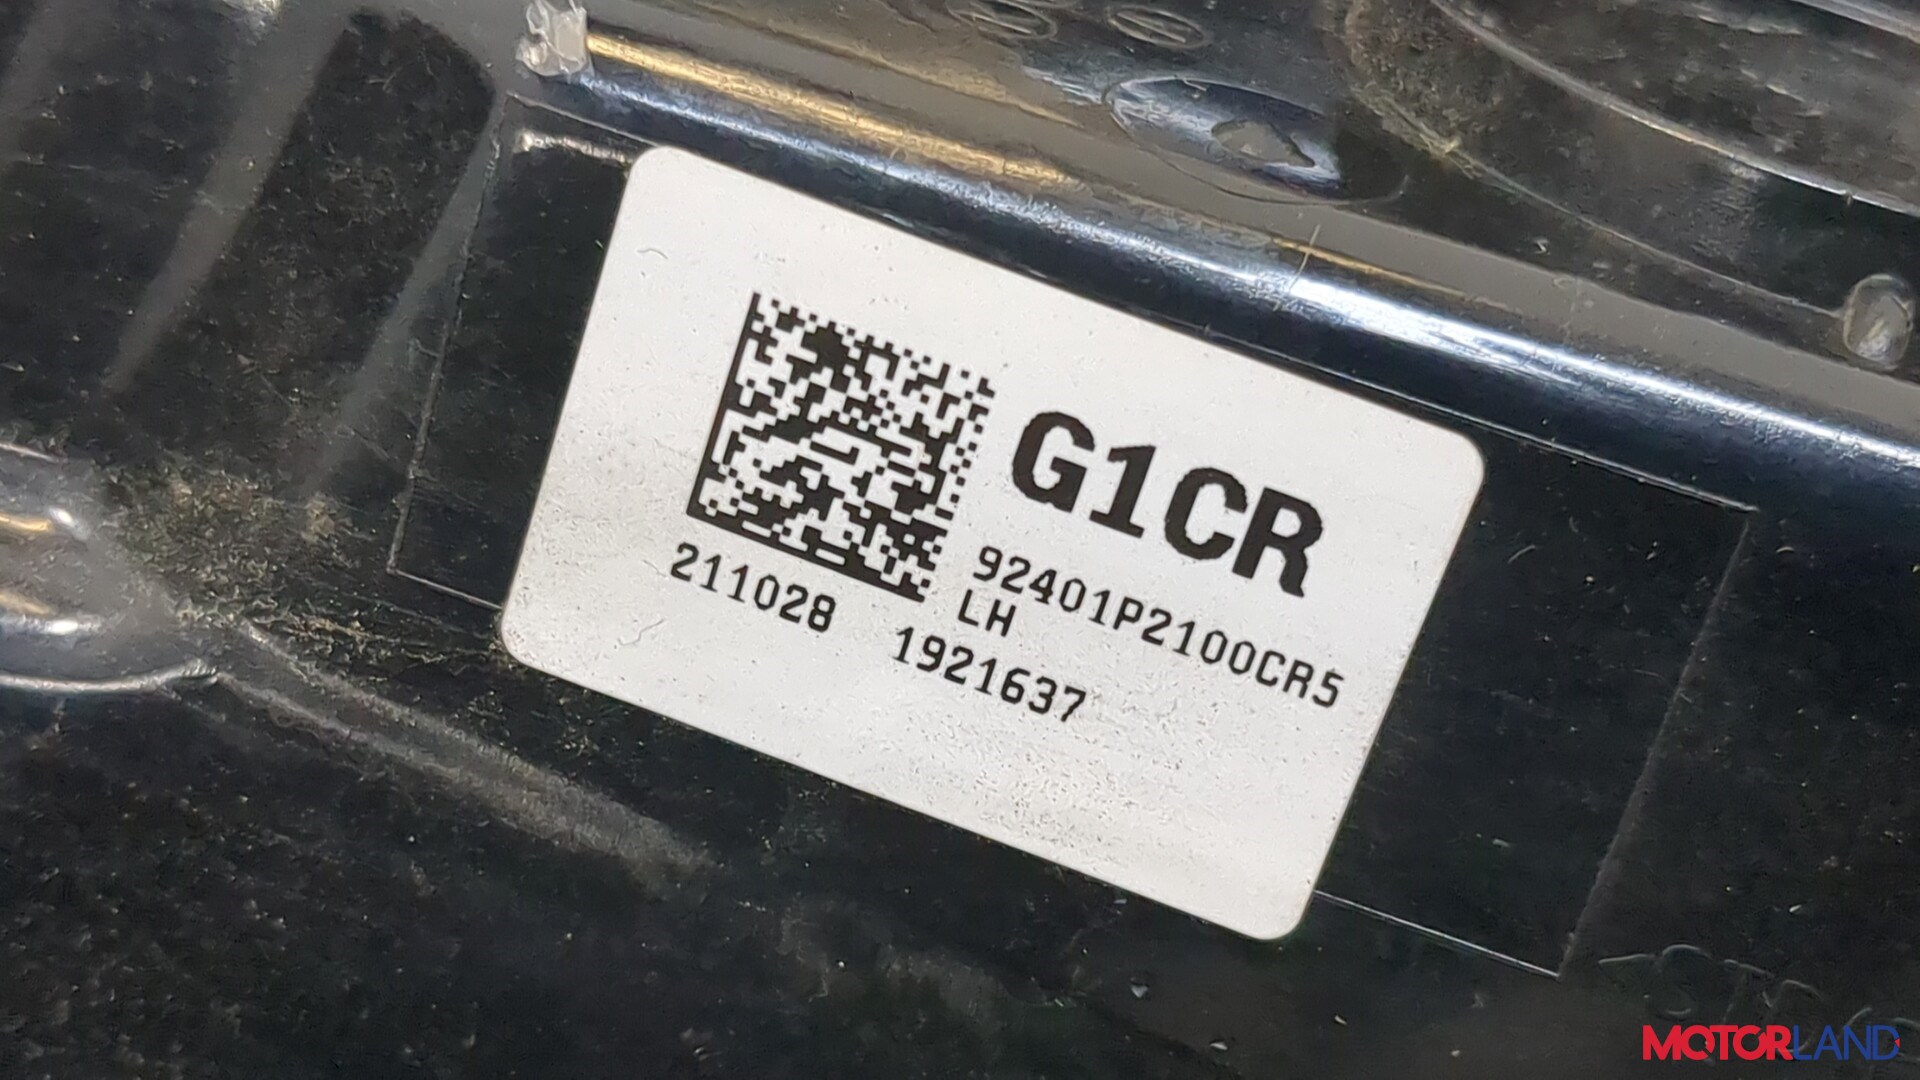 G1CR
92401P2100CR5
LH
211028 1921637
MOTORLAND